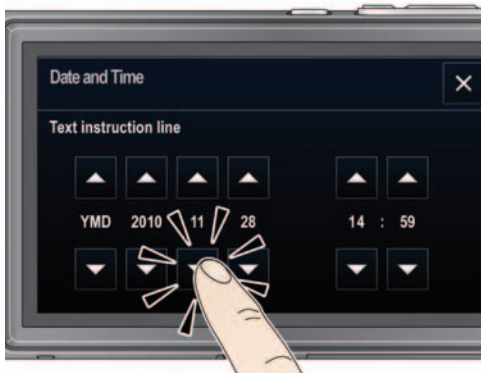 Date and Time
Text instruction line
YMD 2010 11 28 14 : 59